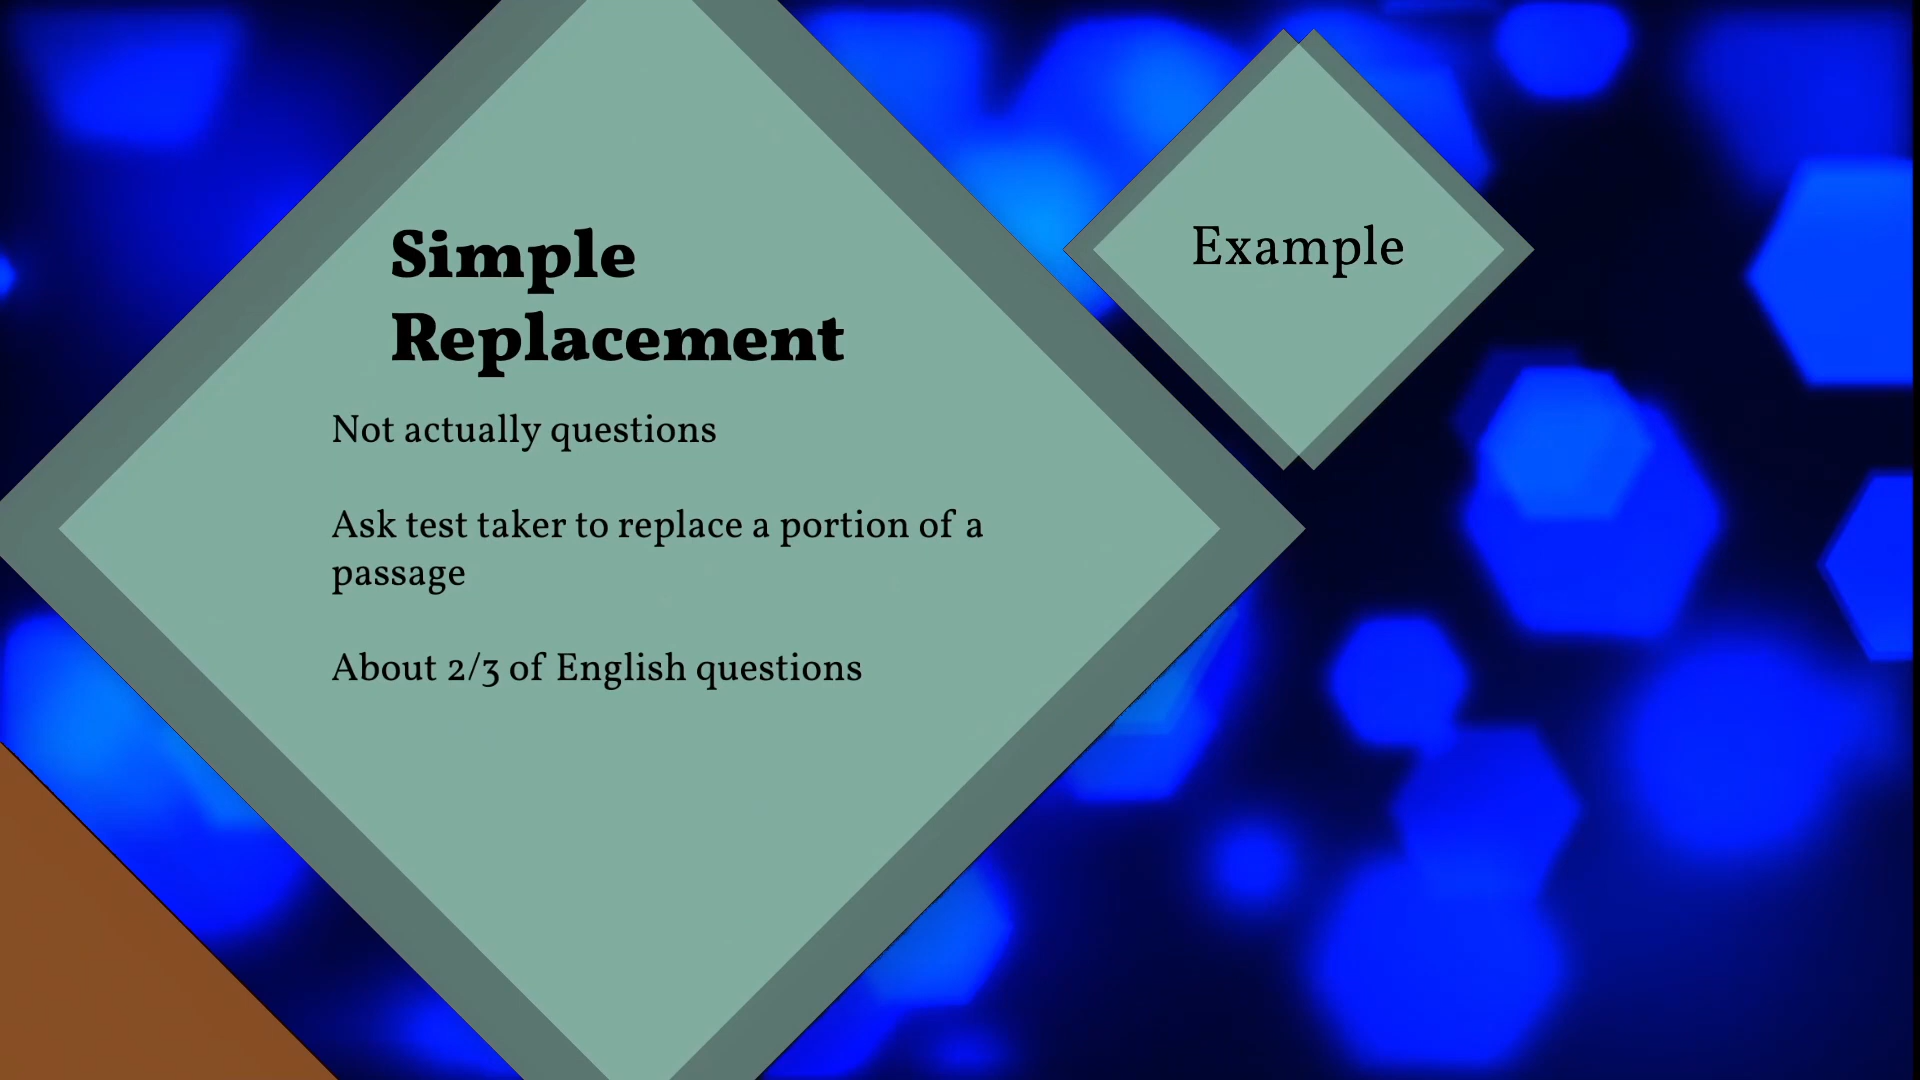 Simple
Replacement
Not actually questions
Ask test taker to replace a portion of a
passage
About 2/3 of English questions
Example